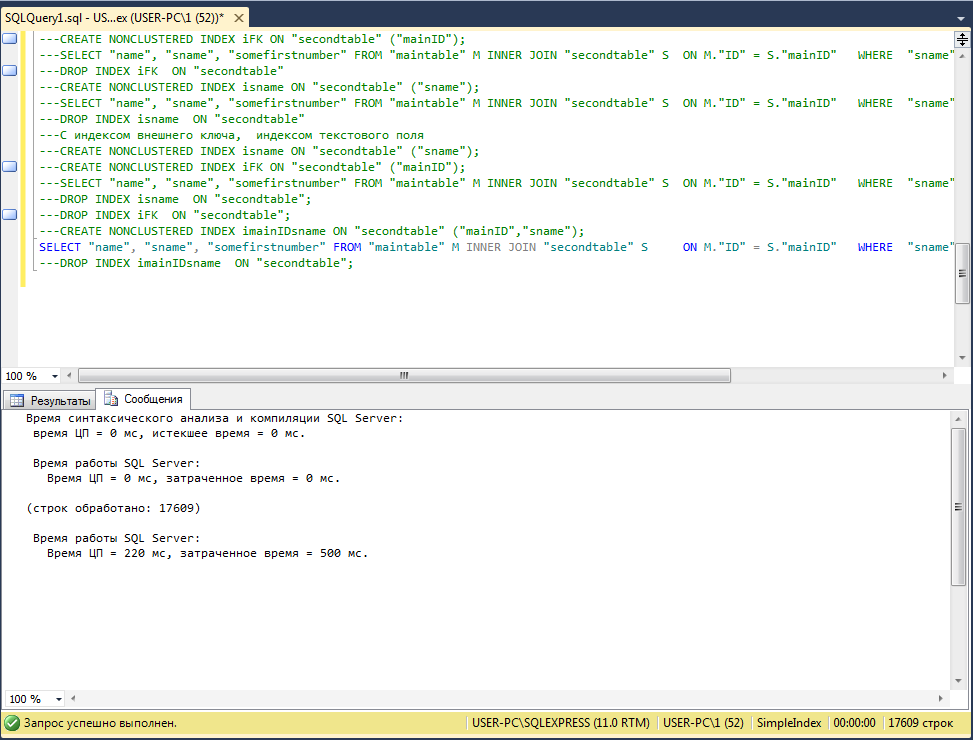 SQLQuery1.sql - US...ex (USER-PC\1 (52))*
---CREATE NONCLUSTERED INDEX iFK ON "secondtable" ("mainID");
---SELECT "name", "sname", "somefirstnumber" FROM "maintable" M INNER JOIN "secondtable" S ON M."ID" = S."mainID" WHERE "sname"
---DROP INDEX iFK ON "secondtable"
---CREATE NONCLUSTERED INDEX isname ON "secondtable" ("sname");
---SELECT "name", "sname", "somefirstnumber" FROM "maintable" M INNER JOIN "secondtable" S ON M."ID" = S."mainID" WHERE "sname"
---DROP INDEX isname ON "secondtable"
---С индексом внешнего ключа, индексом текстового поля
---CREATE NONCLUSTERED INDEX isname ON "secondtable" ("sname");
---CREATE NONCLUSTERED INDEX iFK ON "secondtable" ("mainID");
---SELECT "name", "sname", "somefirstnumber" FROM "maintable" M INNER JOIN "secondtable" S ON M."ID" = S."mainID" WHERE "sname"
---DROP INDEX isname ON "secondtable";
---DROP INDEX iFK ON "secondtable";
---CREATE NONCLUSTERED INDEX imainIDsname ON "secondtable" ("mainID","sname");
SELECT "name", "sname", "somefirstnumber" FROM "maintable" M INNER JOIN "secondtable" S ON M."ID" = S."mainID" WHERE "sname"
---DROP INDEX imainIDsname ON "secondtable";
100 %
Результаты Сообщения
Время синтаксического анализа и компиляции SQL Server:
время ЦП = 0 мс, истекшее время = 0 мс.
Время работы SQL Server:
Время ЦП = 0 мс, затраченное время = 0 мс.
(строк обработано: 17609)
Время работы SQL Server:
Время ЦП = 220 мс, затраченное время = 500 мс.
100 %
Запрос успешно выполнен. USER-PC\SQLEXPRESS (11.0 RTM) USER-PC\1 (52) SimpleIndex 00:00:00 17609 строк